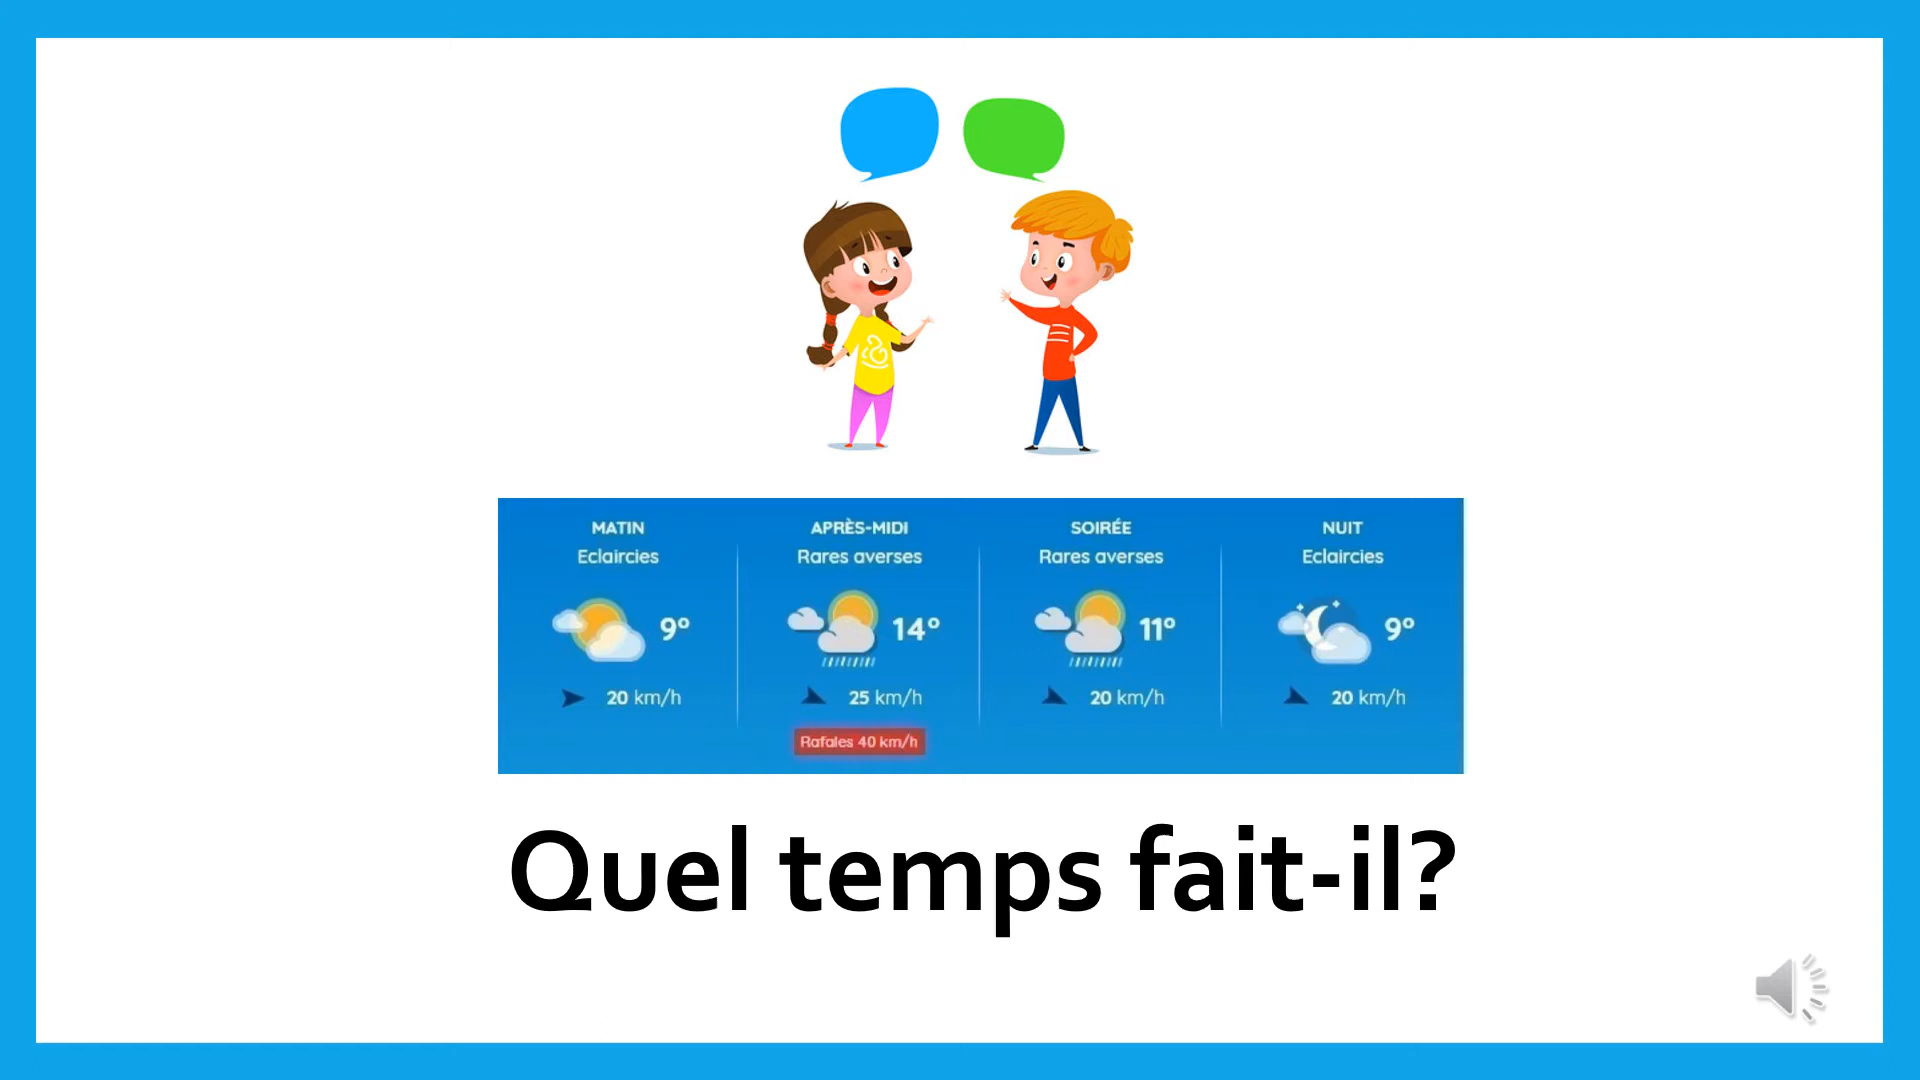 MATIN
Eclaircies
9°
20 km/h
APRÈS-MIDI
Rares averses
14°
25 km/h
Rafales 40 km/h
SOIRÉE
Rares averses
11°
20 km/h
NUIT
Eclaircies
9°
20 km/h
Quel temps fait-il?